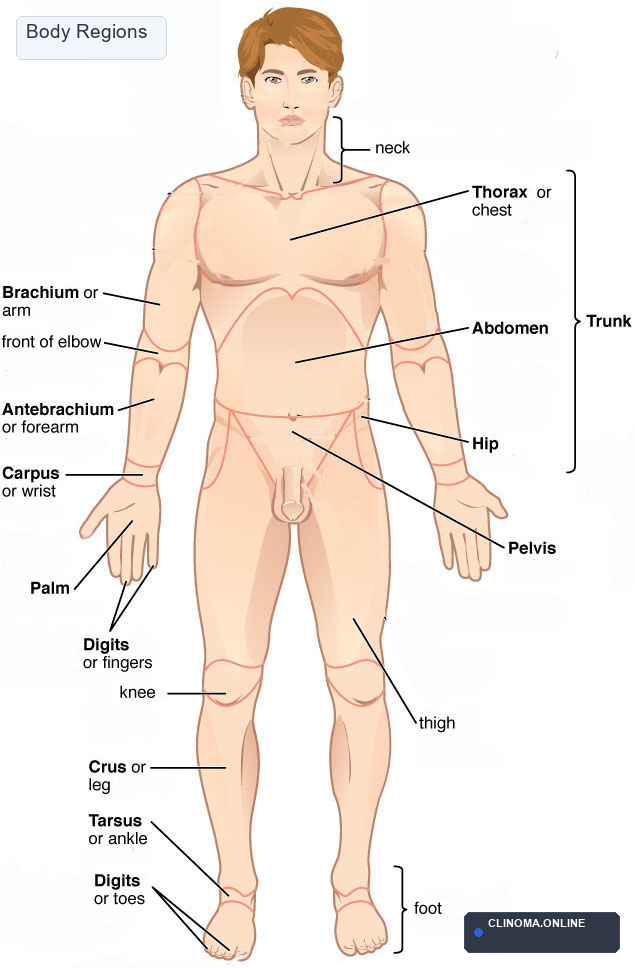 Body Regions
neck
Thorax or
chest
Brachium or
arm
Trunk
Abdomen
front of elbow
Antebrachium
or forearm
Hip
Carpus
or wrist
Pelvis
Palm
Digits
or fingers
knee
thigh
Crus or
leg
Tarsus
or ankle
Digits
or toes
foot
CLINOMA.ONLINE